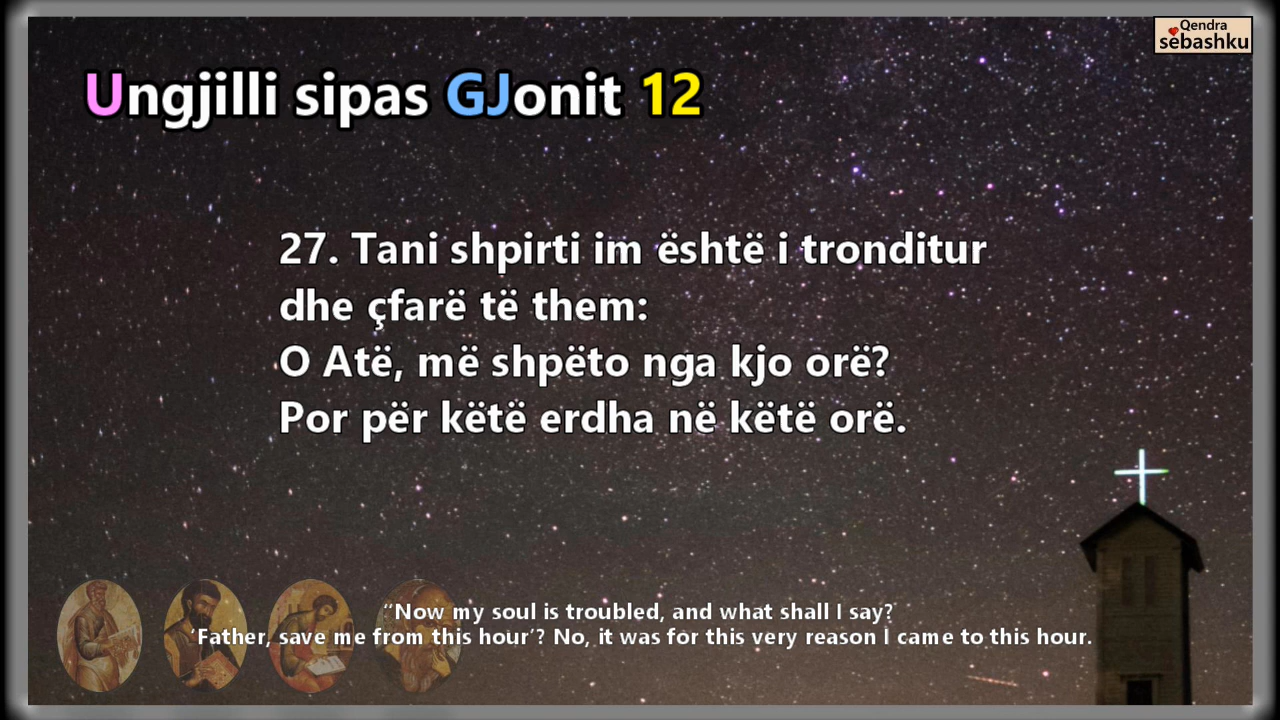 Qendra
sëbashku
Ungjilli sipas GJonit 12
27. Tani shpirti im është i tronditur
dhe çfarë të them:
O Atë, më shpëto nga kjo orë?
Por për këtë erdha në këtë orë.
“Now my soul is troubled, and what shall I say?
‘Father, save me from this hour’? No, it was for this very reason I came to this hour.